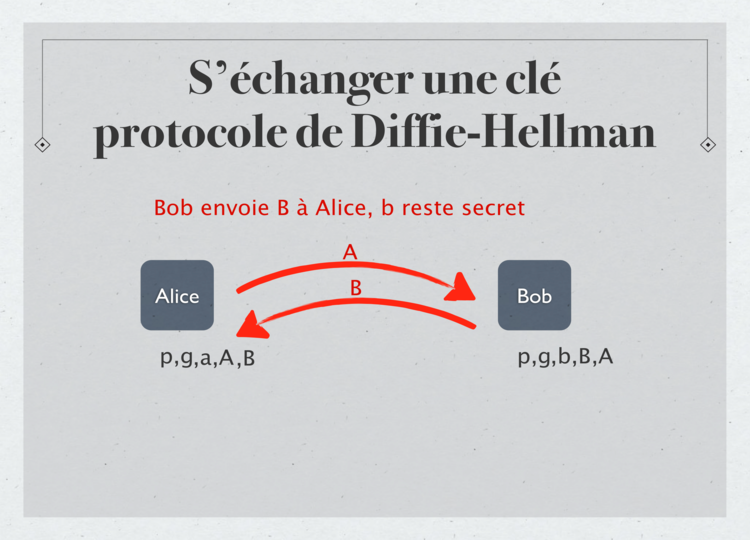 S’échanger une clé
protocole de Diffie-Hellman
Bob envoie B à Alice, b reste secret
A
B
Alice
Bob
p,g,a,A,B
p,g,b,B,A